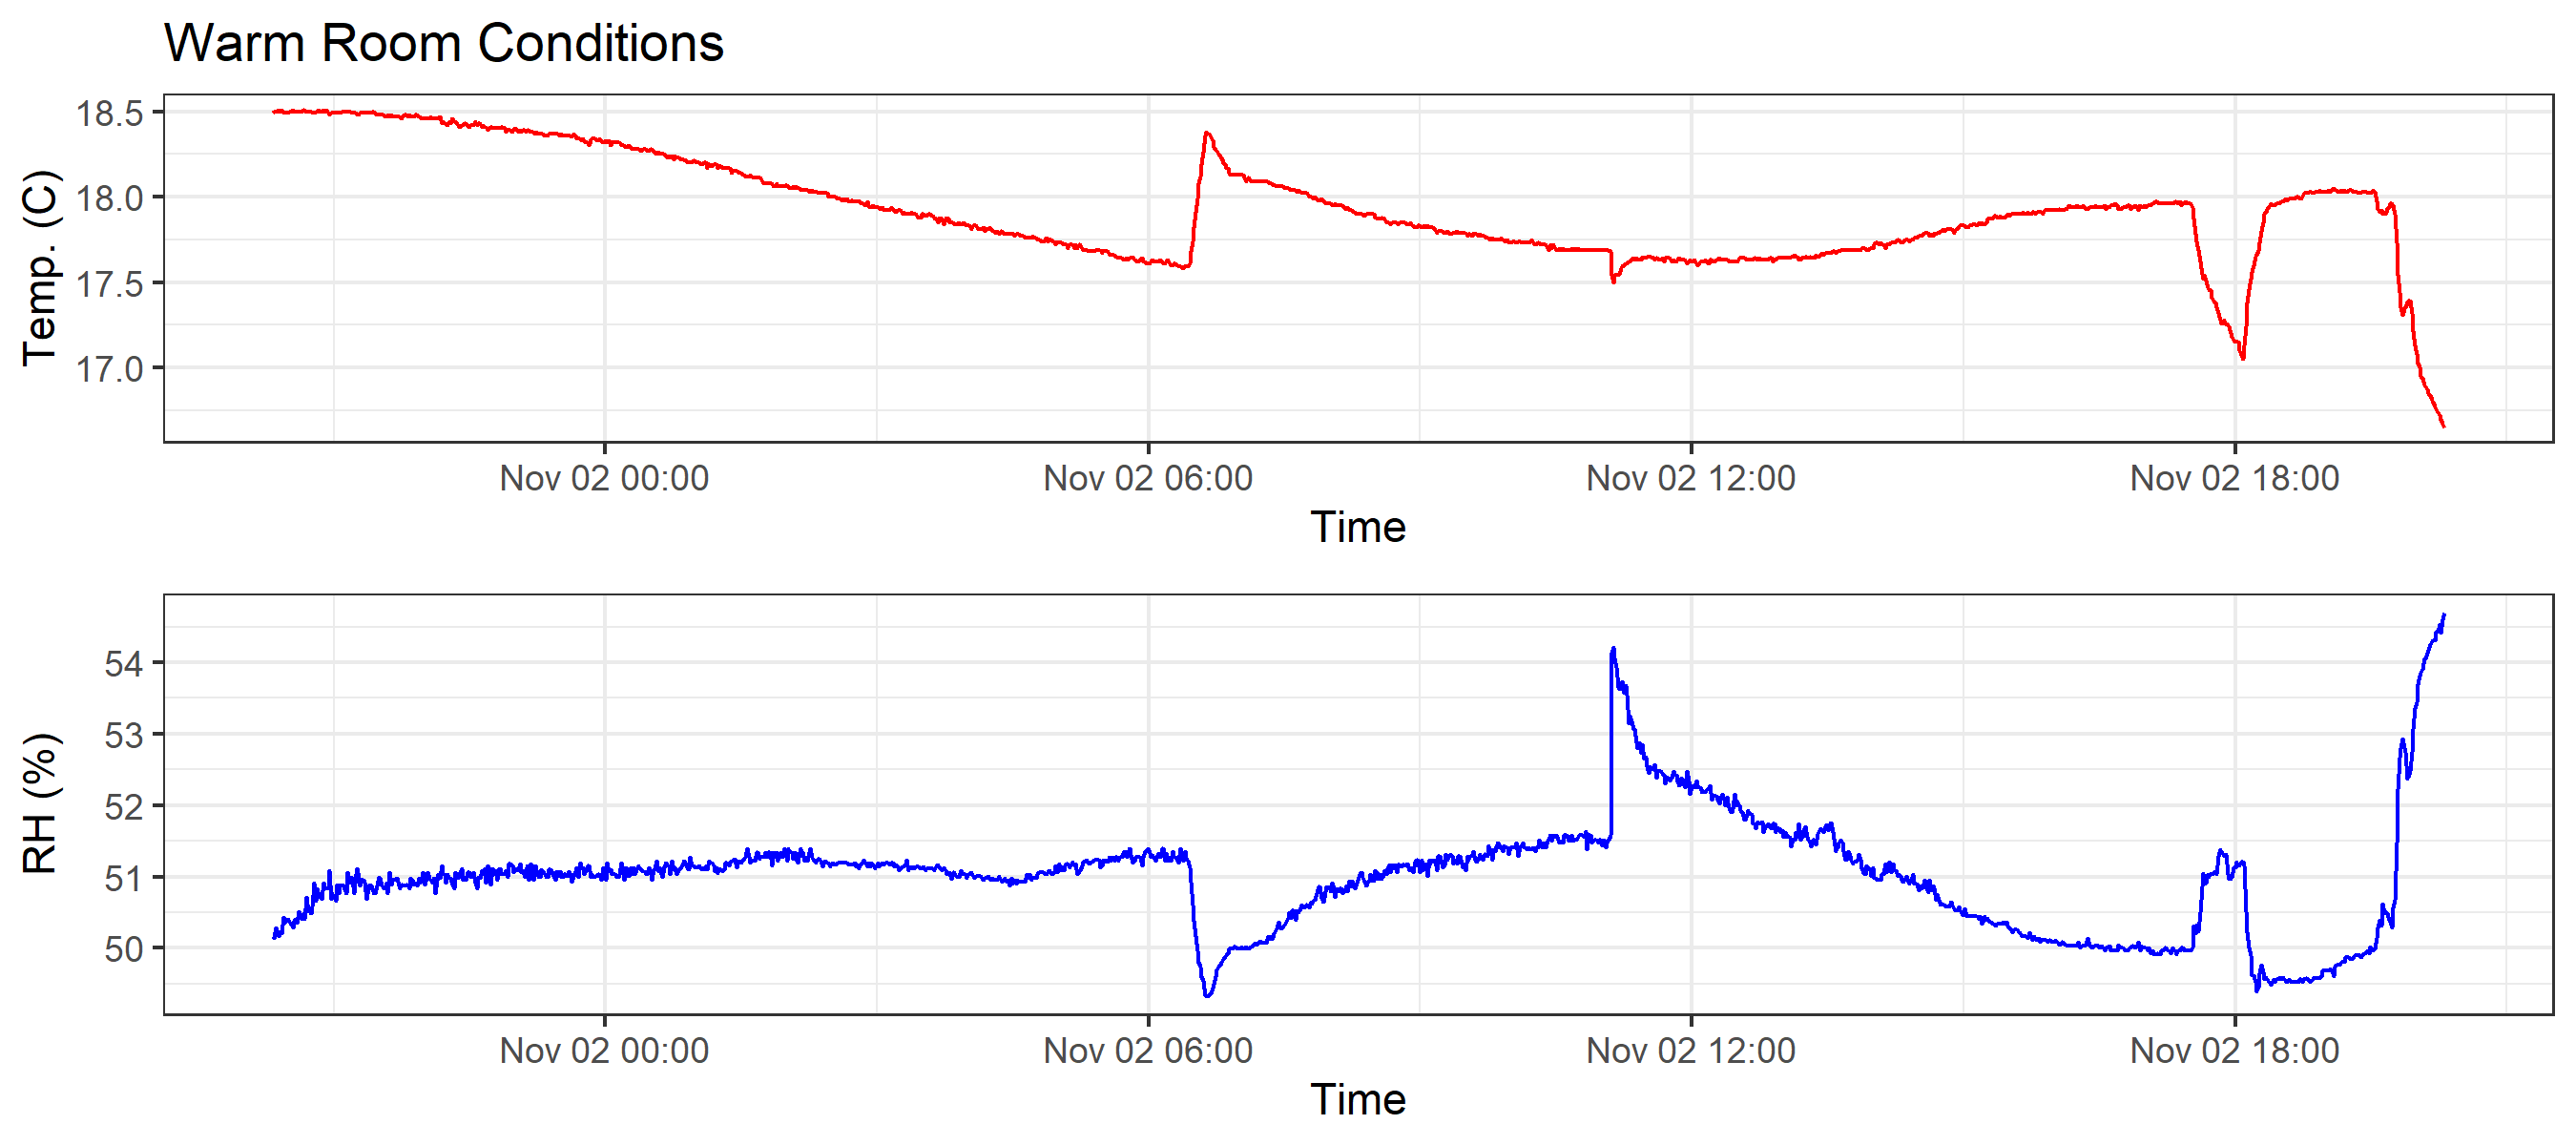 Warm Room Conditions
Temp. (C)
18.5
18.0
17.5
17.0
Nov 02 00:00 Nov 02 06:00 Nov 02 12:00 Nov 02 18:00
Time
RH (%)
54
53
52
51
50
Nov 02 00:00 Nov 02 06:00 Nov 02 12:00 Nov 02 18:00
Time